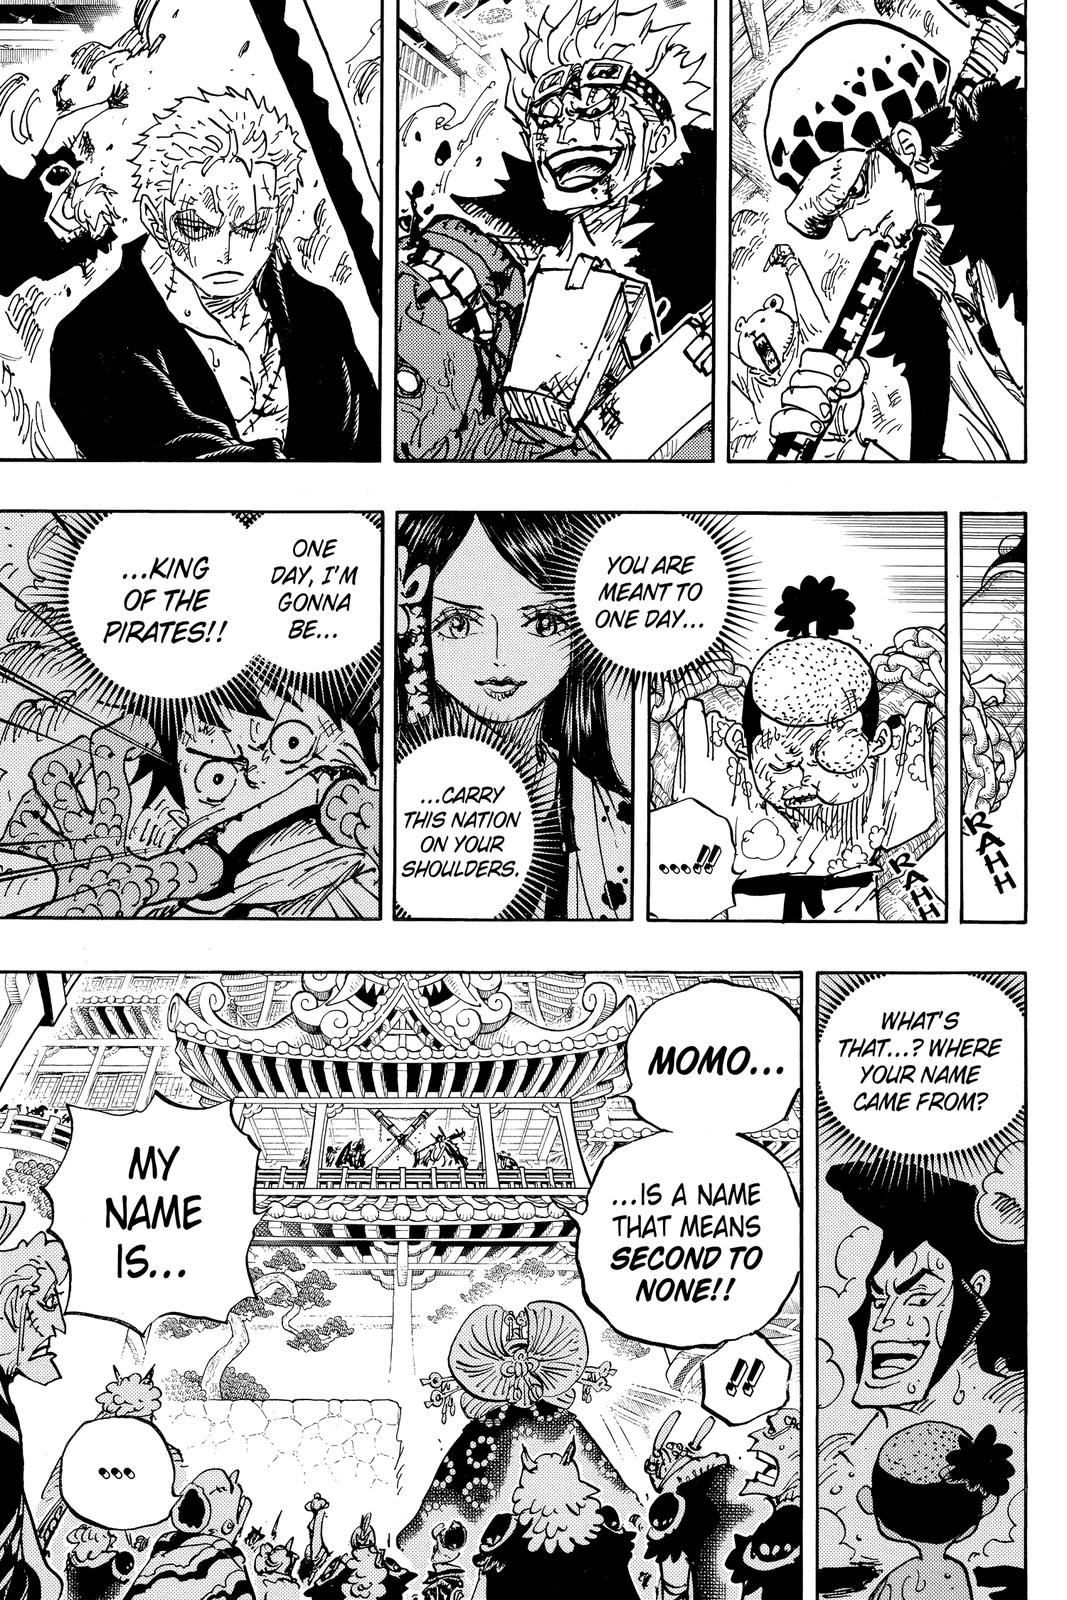 RAHH
RAHH
...!!
YOU ARE
MEANT TO
ONE DAY...
...CARRY
THIS NATION
ON YOUR
SHOULDERS.
ONE
DAY, I'M
GONNA
BE...
...KING
OF THE
PIRATES!!
WHAT'S
THAT...? WHERE
YOUR NAME
CAME FROM?
MOMO...
...IS A NAME
THAT MEANS
SECOND TO
NONE!!
!!
MY
NAME
IS...
...